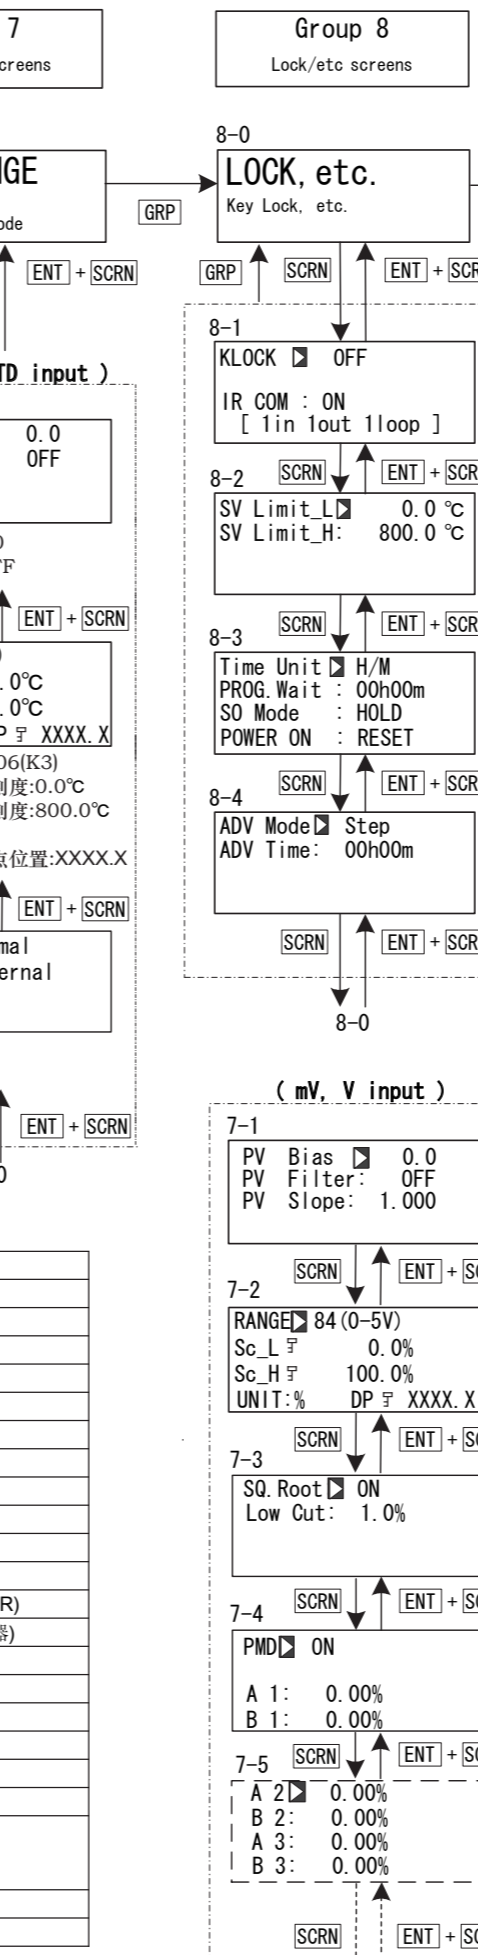 7
creens
NGE
ode
ENT + SCRN
TD input )
0.0
OFF
ENT + SCRN
.0℃
.0℃
XXXX.X
06(K3)
度:0.0℃
度:800.0℃
点位置:XXXX.X
ENT + SCRN
mal
ernal
ENT + SCRN
0
R)
器)
Group 8
Lock/etc screens
8-0
LOCK, etc.
Key Lock, etc.
GRP
GRP SCRN ENT + SCR
8-1
KLOCK OFF
IR COM : ON
[ 1in 1out 1loop ]
8-2 SCRN ENT + SCR
SV Limit_L 0.0 ℃
SV Limit_H: 800.0 ℃
8-3 SCRN ENT + SCR
Time Unit H/M
PROG.Wait : 00h00m
SO Mode : HOLD
POWER ON : RESET
8-4 SCRN ENT + SCR
ADV Mode Step
ADV Time: 00h00m
SCRN ENT + SCR
8-0
( mV, V input )
7-1
PV Bias 0.0
PV Filter: OFF
PV Slope: 1.000
7-2 SCRN ENT + SC
RANGE 84(0-5V)
Sc_L 0.0%
Sc_H 100.0%
UNIT:% DP XXXX.X
7-3 SCRN ENT + SC
SQ.Root ON
Low Cut: 1.0%
7-4 SCRN ENT + SC
PMD ON
A 1: 0.00%
B 1: 0.00%
7-5 SCRN ENT + SC
A 2 0.00%
B 2: 0.00%
A 3: 0.00%
B 3: 0.00%
SCRN ENT + SC